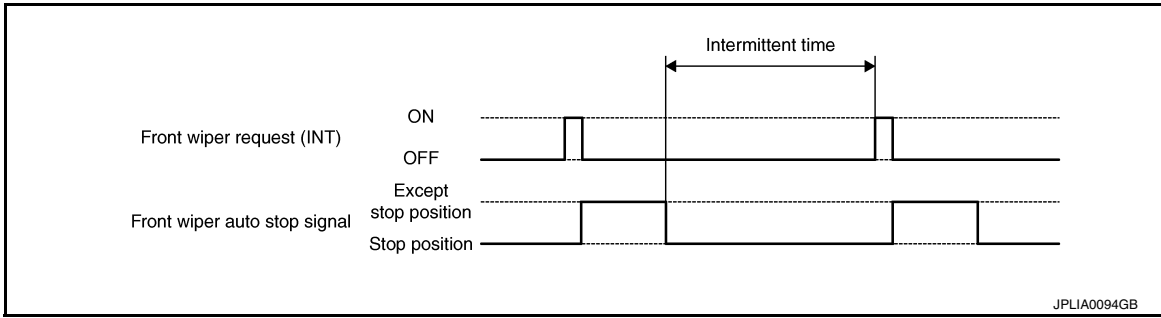 Intermittent time
ON
Front wiper request (INT)
OFF
Except
stop position
Front wiper auto stop signal
Stop position
JPLIA0094GB